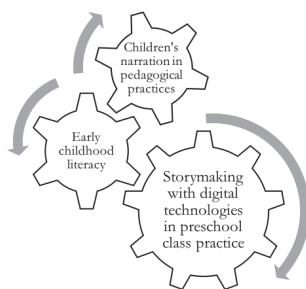 Children's
narration in
pedagogical
practices
Early
childhood
literacy
Storymaking
with digital
technologies
in preschool
class practice